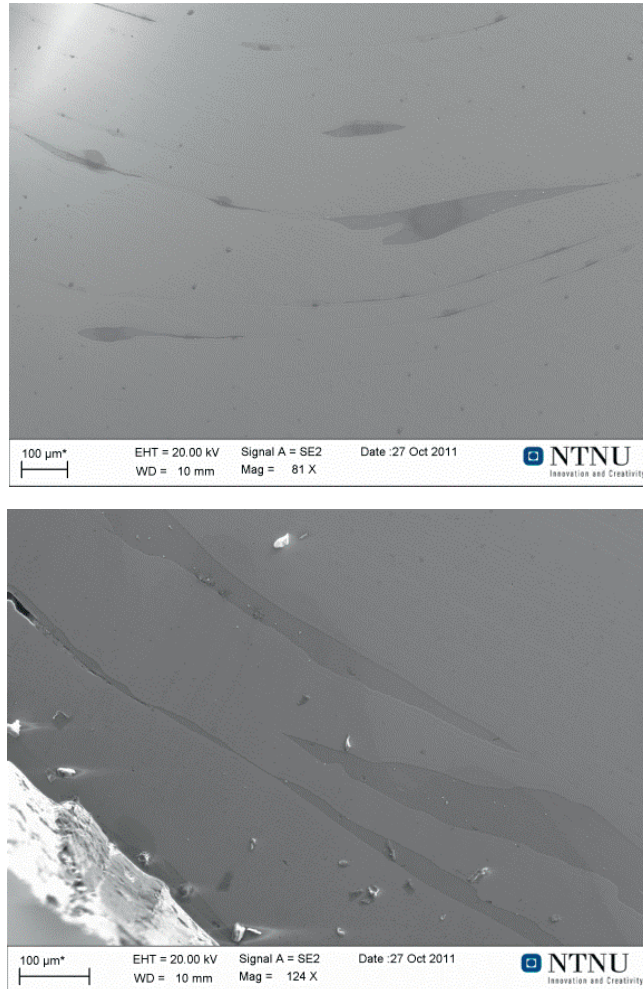 100 µm*
EHT = 20.00 kV Signal A = SE2 Date :27 Oct 2011
WD = 10 mm Mag = 81 X
NTNU
Innovation and Creativity
100 µm*
EHT = 20.00 kV Signal A = SE2 Date :27 Oct 2011
WD = 10 mm Mag = 124 X
NTNU
Innovation and Creativity